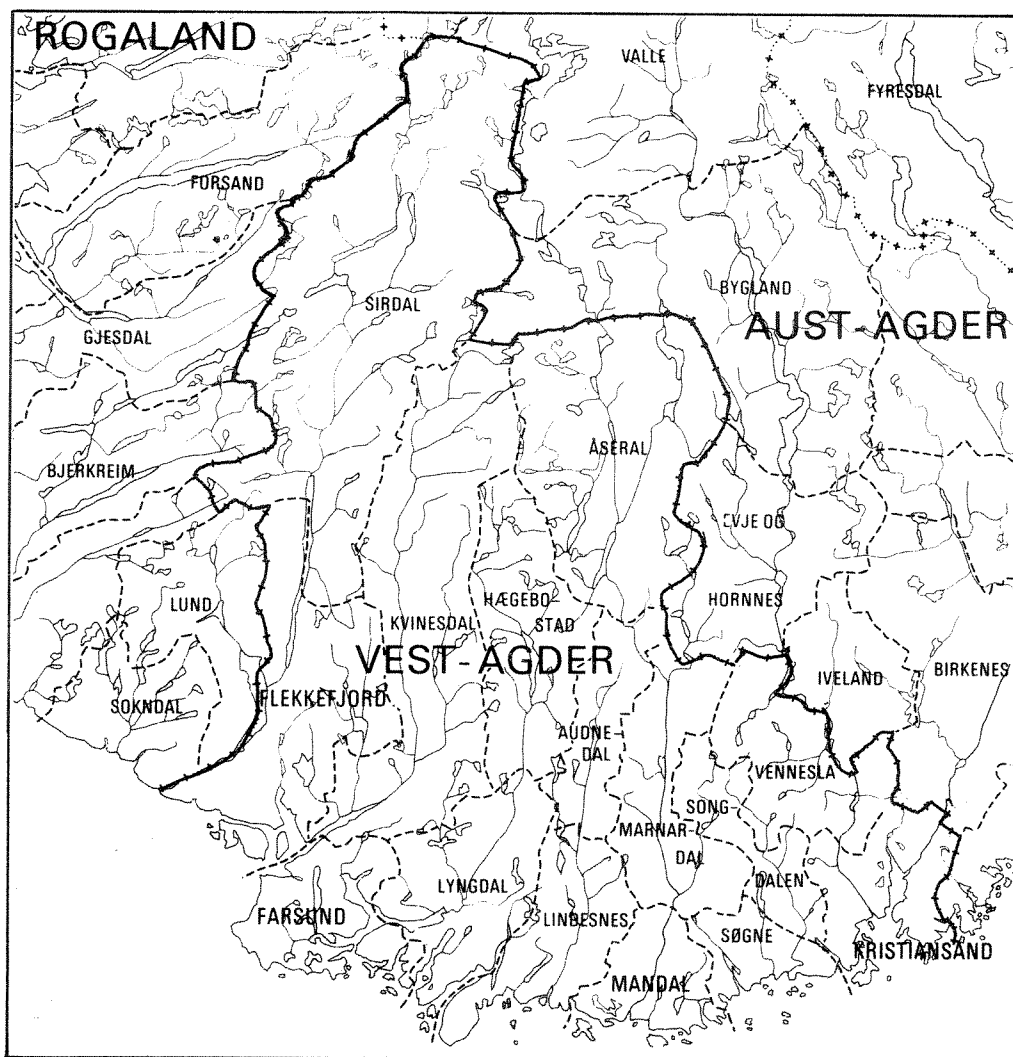 ROGALAND
VALLE
FYRESDAL
FORSAND
BYGLAND
SIRDAL
GJESDAL
AUST-AGDER
ÅSERAL
BJERKREIM
EVJE OG
HORNNES
LUND
HÆGEBO-
STAD
KVINESDAL
VEST-AGDER
IVELAND
BIRKENES
SOKNDAL
FLEKKEFJORD
AUDNE-
DAL
VENNESLA
SONG-
DALEN
MARNAR-
DAL
LYNGDAL
FARSUND
LINDESNES
SØGNE
KRISTIANSAND
MANDAL